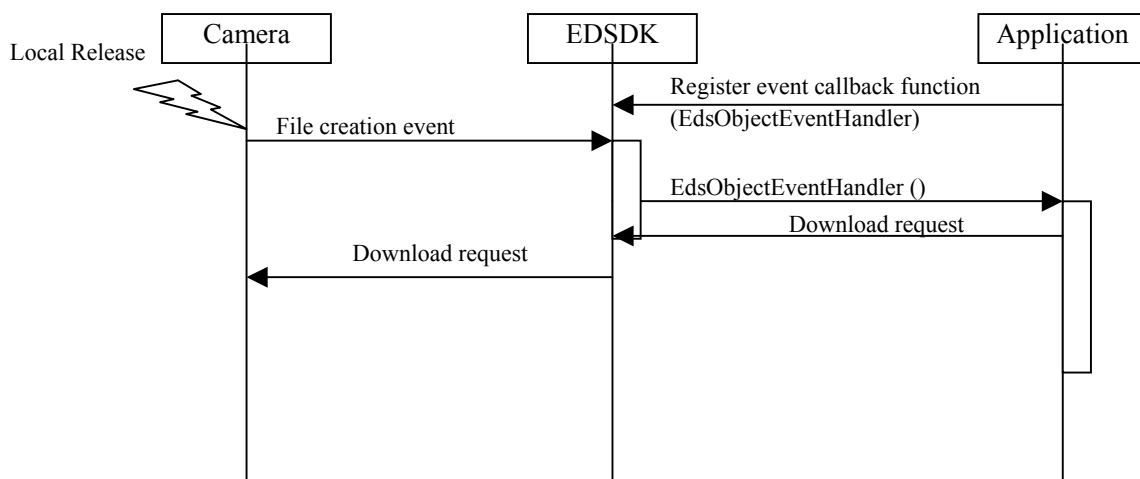 Camera
EDSDK
Application
Local Release
Register event callback function
(EdsObjectEventHandler)
File creation event
EdsObjectEventHandler ()
Download request
Download request